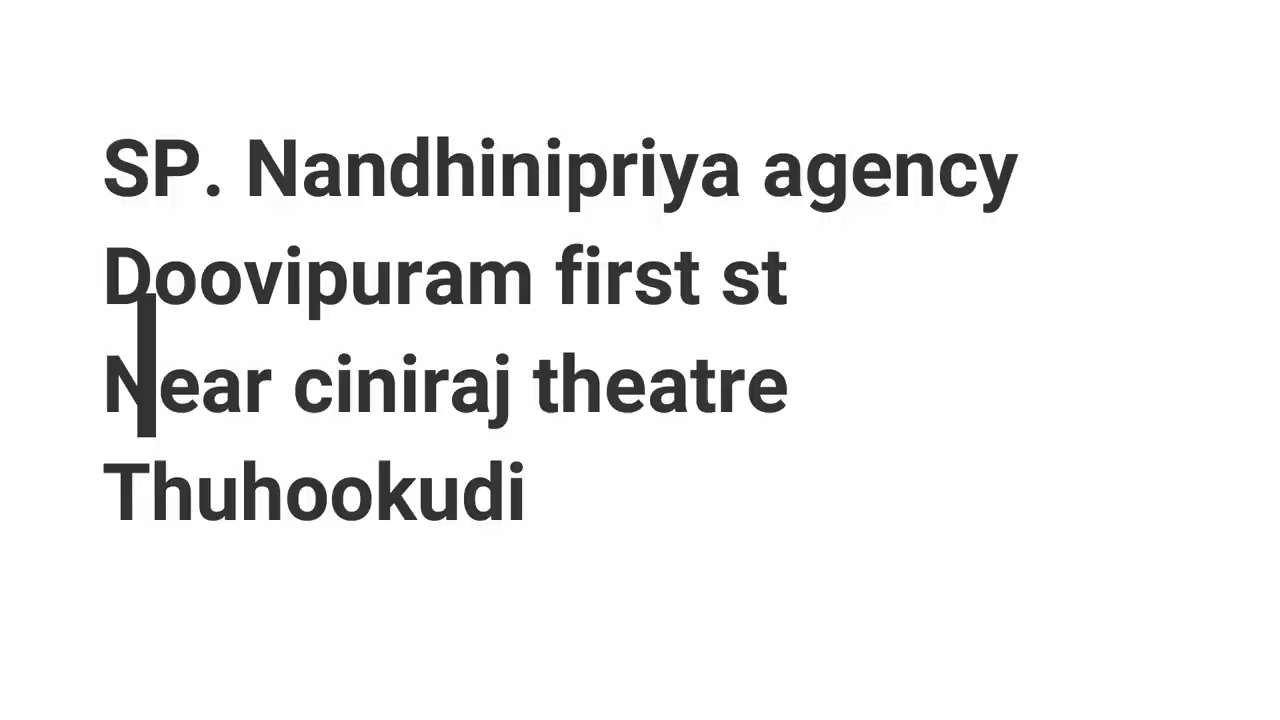 SP. Nandhinipriya agency
Doovipuram first st
Near ciniraj theatre
Thuhookudi